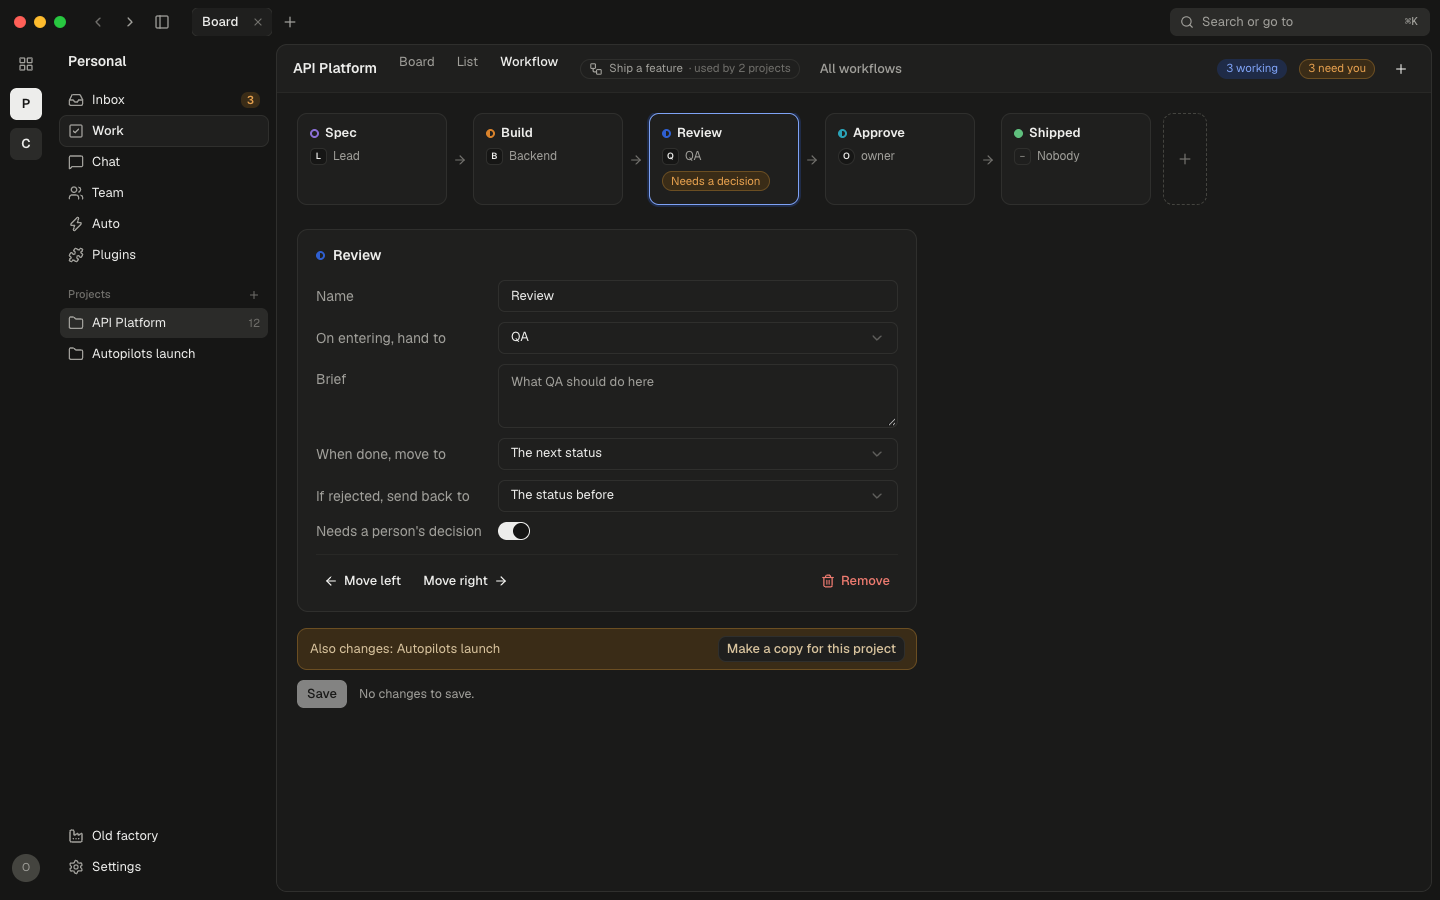 Board
Search or go to
⌘K
Personal
P
C
Inbox
3
Work
Chat
Team
Auto
Plugins
Projects
API Platform
12
Autopilots launch
Old factory
Settings
O
API Platform
Board
List
Workflow
Ship a feature · used by 2 projects
All workflows
3 working
3 need you
Spec
L
Lead
Build
B
Backend
Review
Q
QA
Needs a decision
Approve
O
owner
Shipped
–
Nobody
Review
Name
Review
On entering, hand to
QA
Brief
What QA should do here
When done, move to
The next status
If rejected, send back to
The status before
Needs a person's decision
Move left
Move right
Remove
Also changes: Autopilots launch
Make a copy for this project
Save
No changes to save.